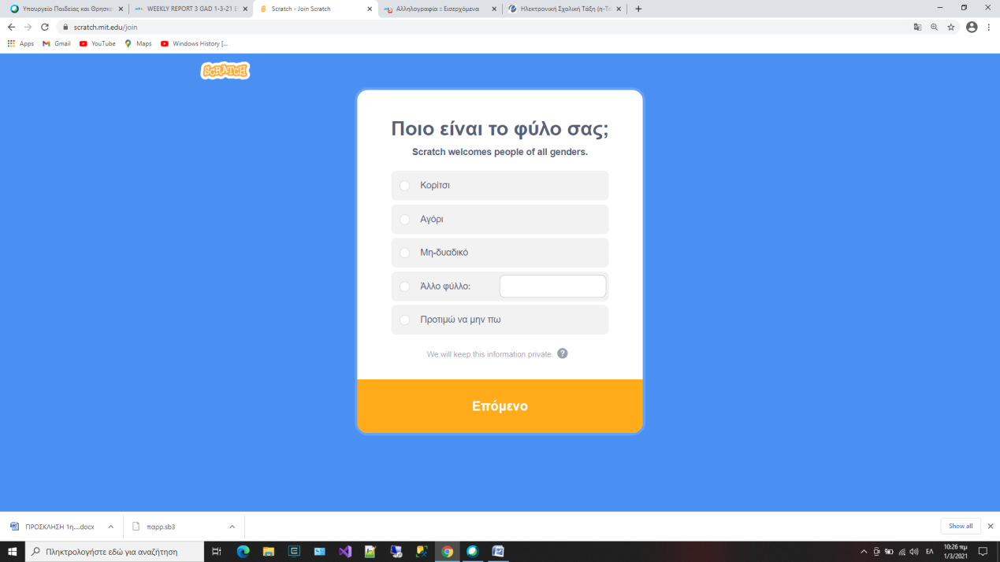 Υπουργείο Παιδείας και Θρησκε
WEEKLY REPORT 3 GAD 1-3-21 Ε
Scratch - Join Scratch
Αλληλογραφία :: Εισερχόμενα
Ηλεκτρονική Σχολική Τάξη (η-Τά
scratch.mit.edu/join
Apps
Gmail
YouTube
Maps
Windows History [...
SCRATCH
Ποιο είναι το φύλο σας;
Scratch welcomes people of all genders.
Κορίτσι
Αγόρι
Μη-δυαδικό
Άλλο φύλλο:
Προτιμώ να μην πω
We will keep this information private. ?
Επόμενο
ΠΡΟΣΚΛΗΣΗ 1η....docx
παρρ.sb3
Show all
Πληκτρολογήστε εδώ για αναζήτηση
ΕΛ
10:26 πμ
1/3/2021